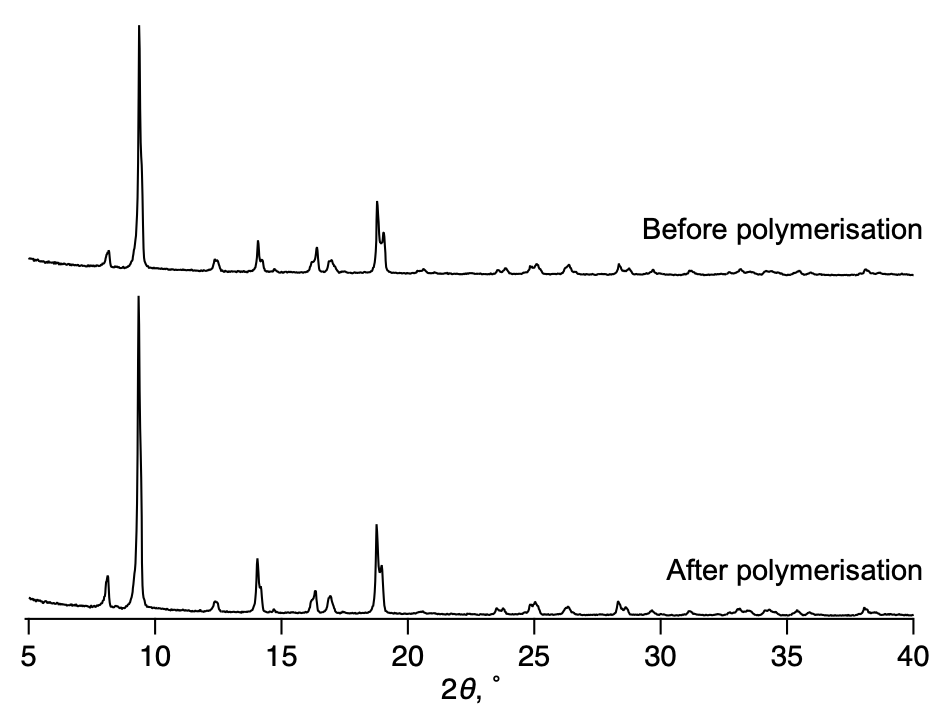 Before polymerisation
After polymerisation
5 10 15 20 25 30 35 40
2θ, °